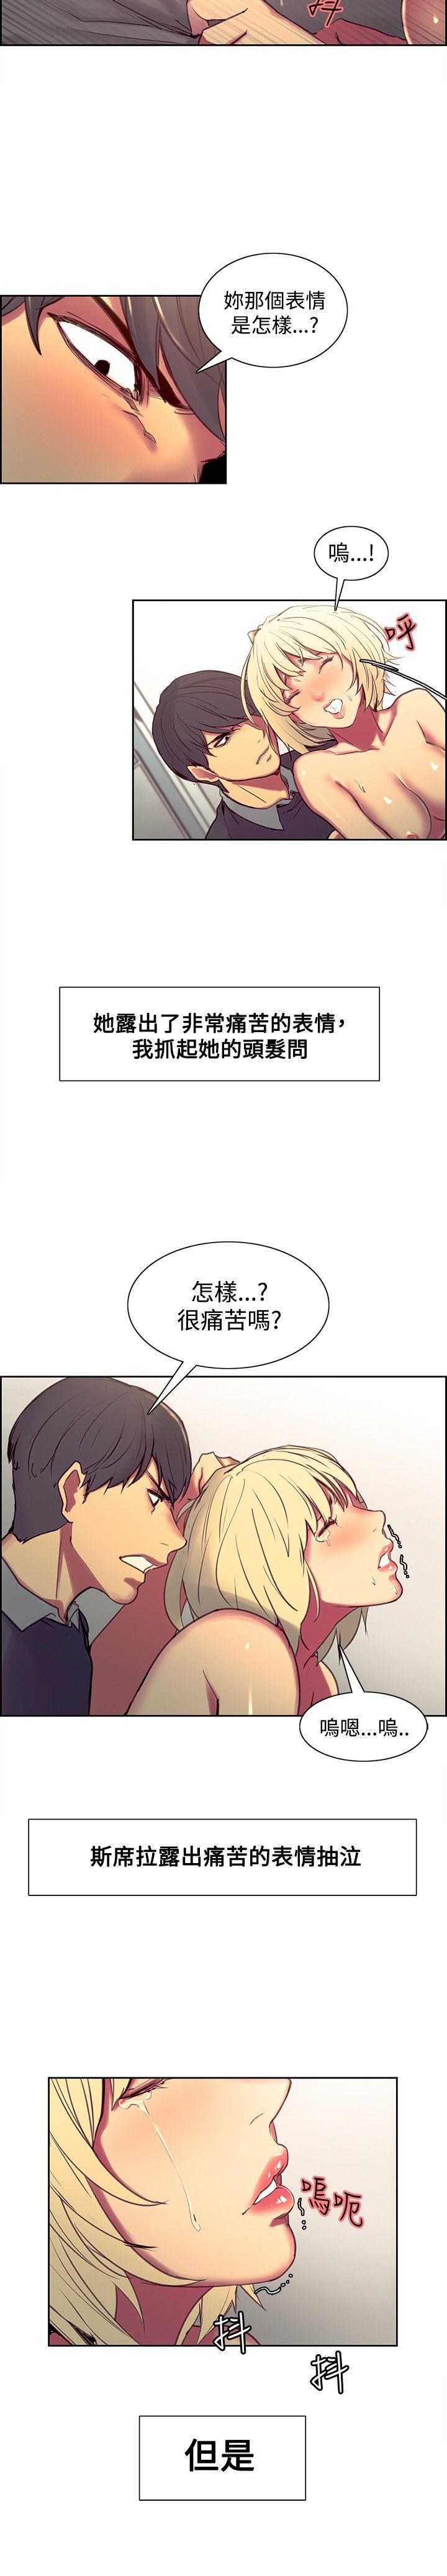 抖
妳那個表情
是怎樣...?
嗚...!
呼
她露出了非常痛苦的表情，
我抓起她的頭髮問
怎樣...?
很痛苦嗎?
嗚嗯...嗚..
斯席拉露出痛苦的表情抽泣
嗚呃
抖
抖
但是